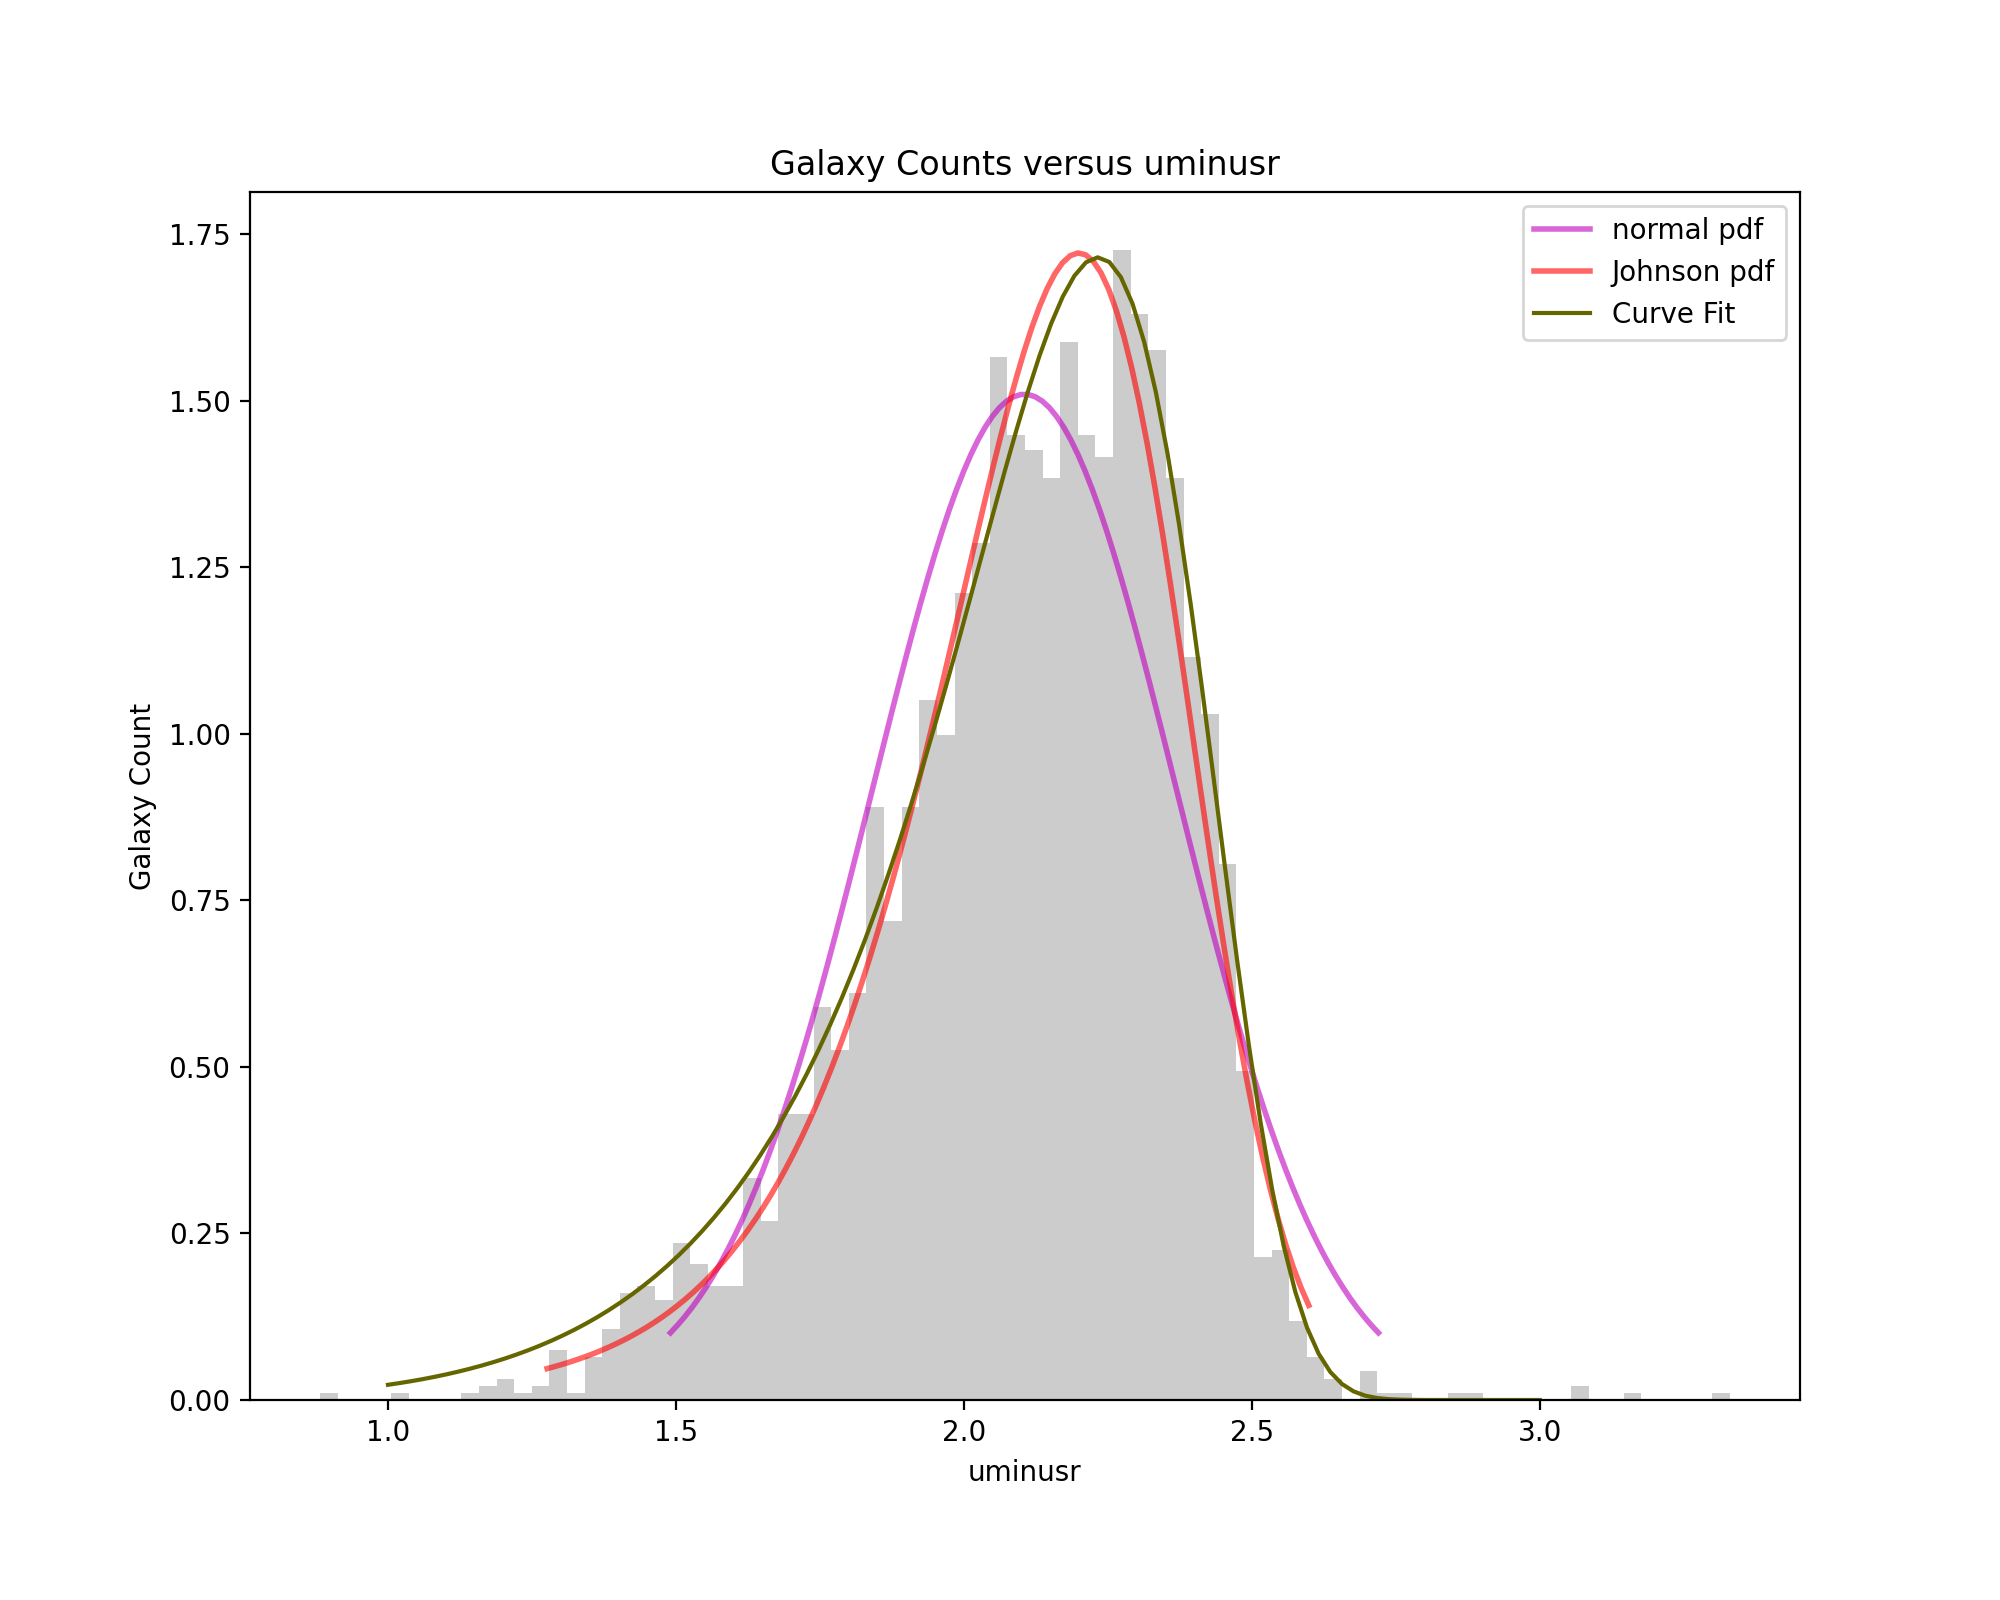 Galaxy Counts versus uminusr
normal pdf
Johnson pdf
Curve Fit
1.75
1.50
1.25
1.00
0.75
0.50
0.25
0.00
Galaxy Count
1.0 1.5 2.0 2.5 3.0
uminusr